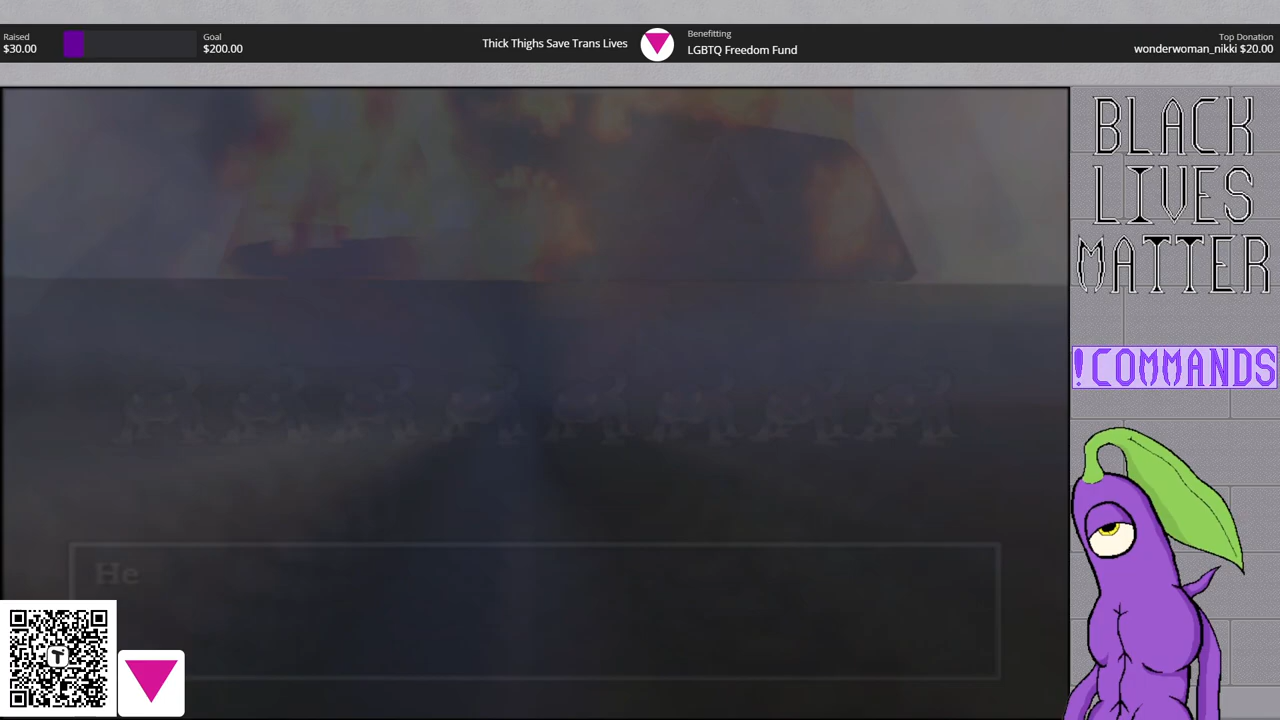 Raised
$30.00
Goal
$200.00
Thick Thighs Save Trans Lives
Benefitting
LGBTQ Freedom Fund
Top Donation
wonderwoman_nikki $20.00
BLACK
LIVES
MATTER
!COMMANDS
He
T